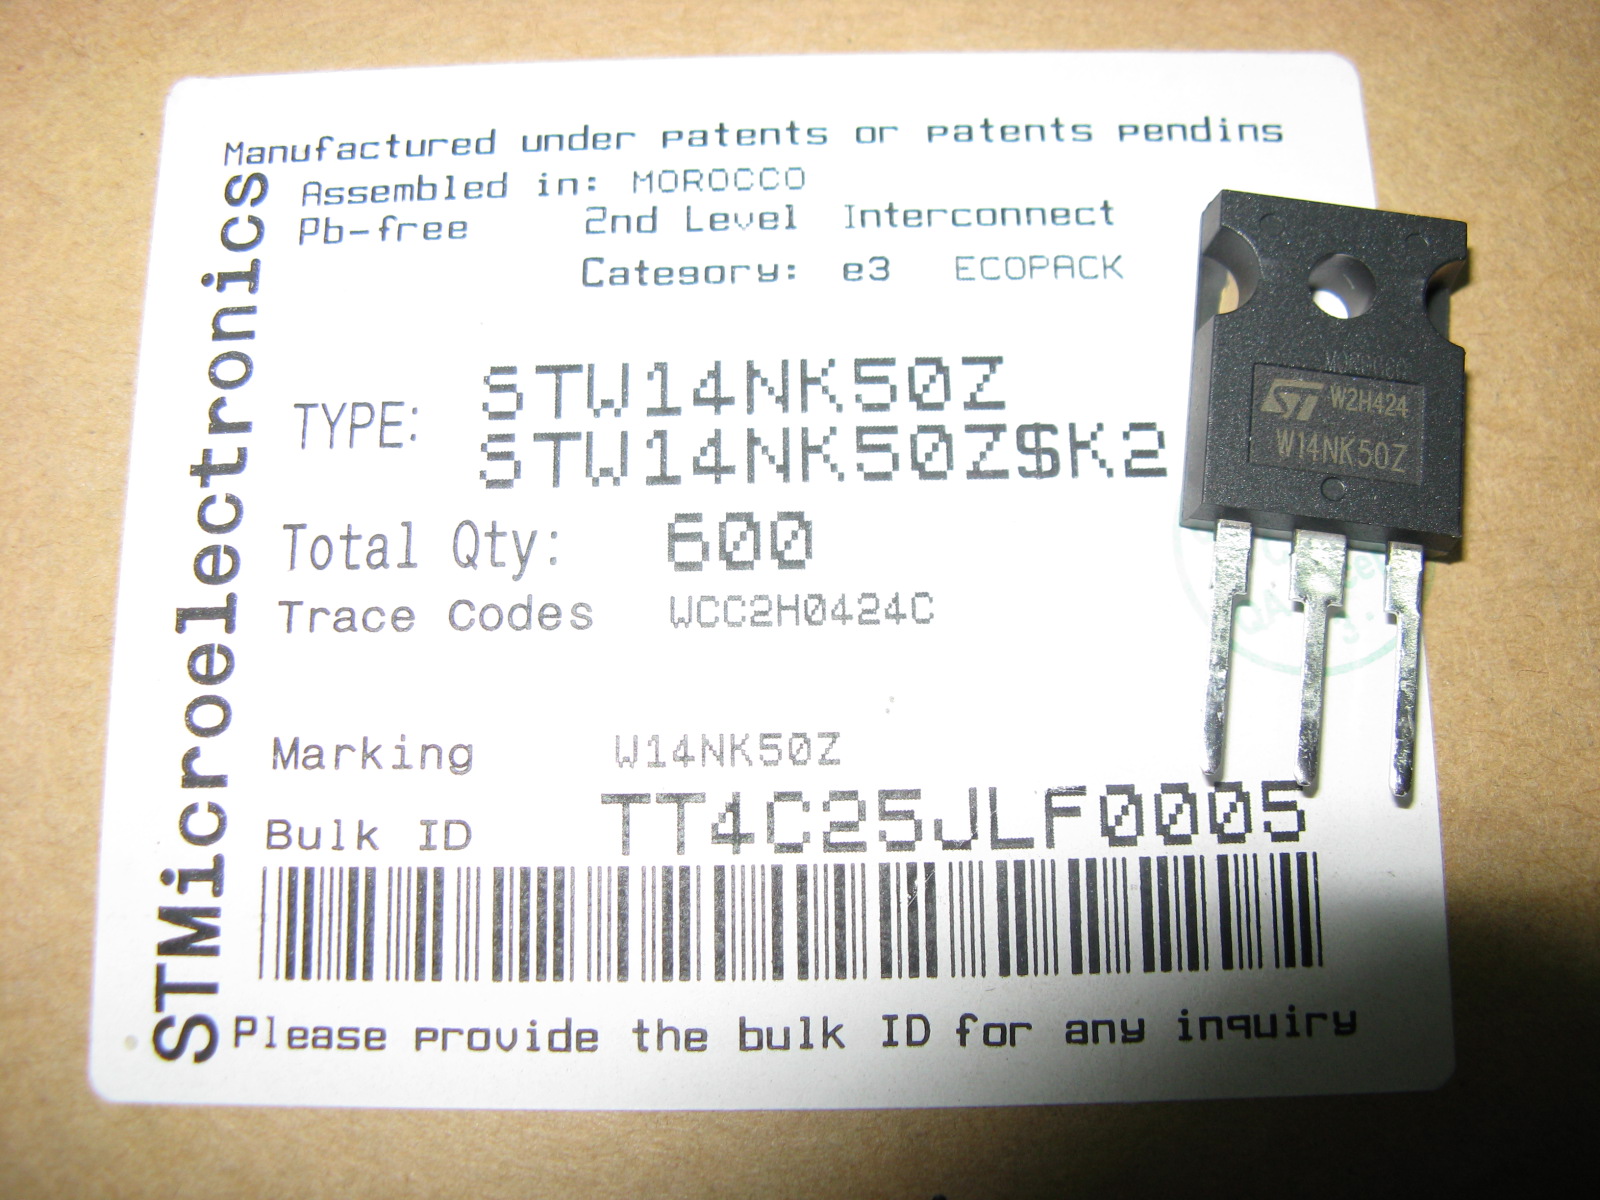 Manufactured under patents or patents pending
Assembled in: MOROCCO
Pb-free 2nd Level Interconnect
Category: e3 ECOPACK
STMicroelectronics
TYPE: STW14NK50Z
STW14NK50Z$K2
Total Qty: 600
Trace Codes WCC2H0424C
Marking W14NK50Z
Bulk ID TT4C25JLF0005
Please provide the bulk ID for any inquiry
ST W2H424
W14NK50Z